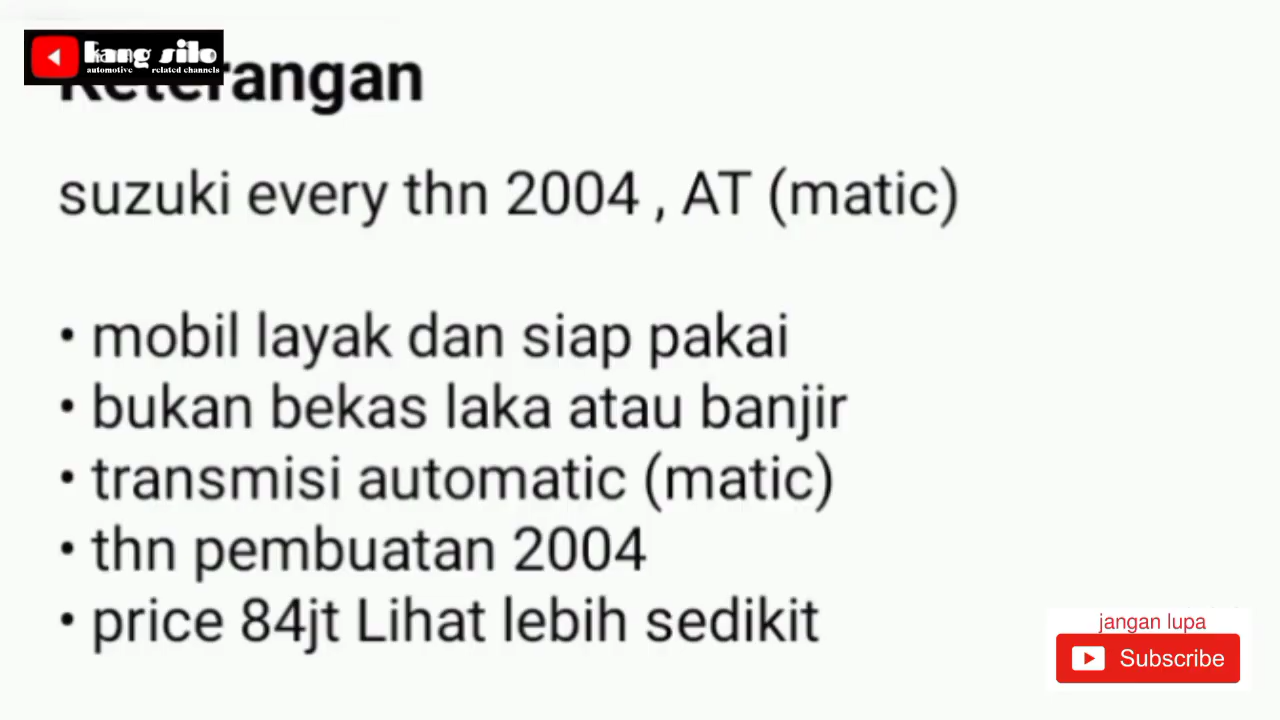 kang silo
automotive related channels
Keterangan
suzuki every thn 2004 , AT (matic)
• mobil layak dan siap pakai
• bukan bekas laka atau banjir
• transmisi automatic (matic)
• thn pembuatan 2004
• price 84jt Lihat lebih sedikit
jangan lupa
Subscribe